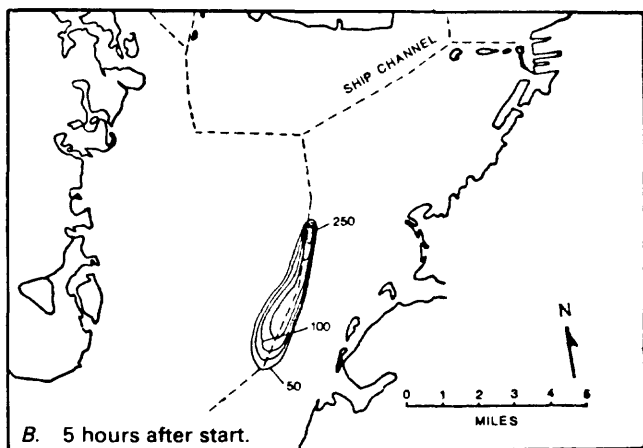 SHIP CHANNEL
250
100
50
N
0 1 2 3 4 5
MILES
B. 5 hours after start.